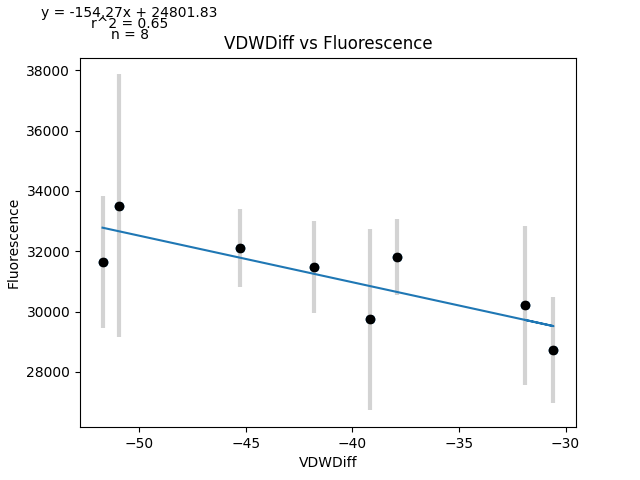 y = -154.27x + 24801.83
r^2 = 0.65
n = 8
VDWDiff vs Fluorescence
38000
36000
34000
32000
30000
28000
Fluorescence
−50
−45
−40
−35
−30
VDWDiff